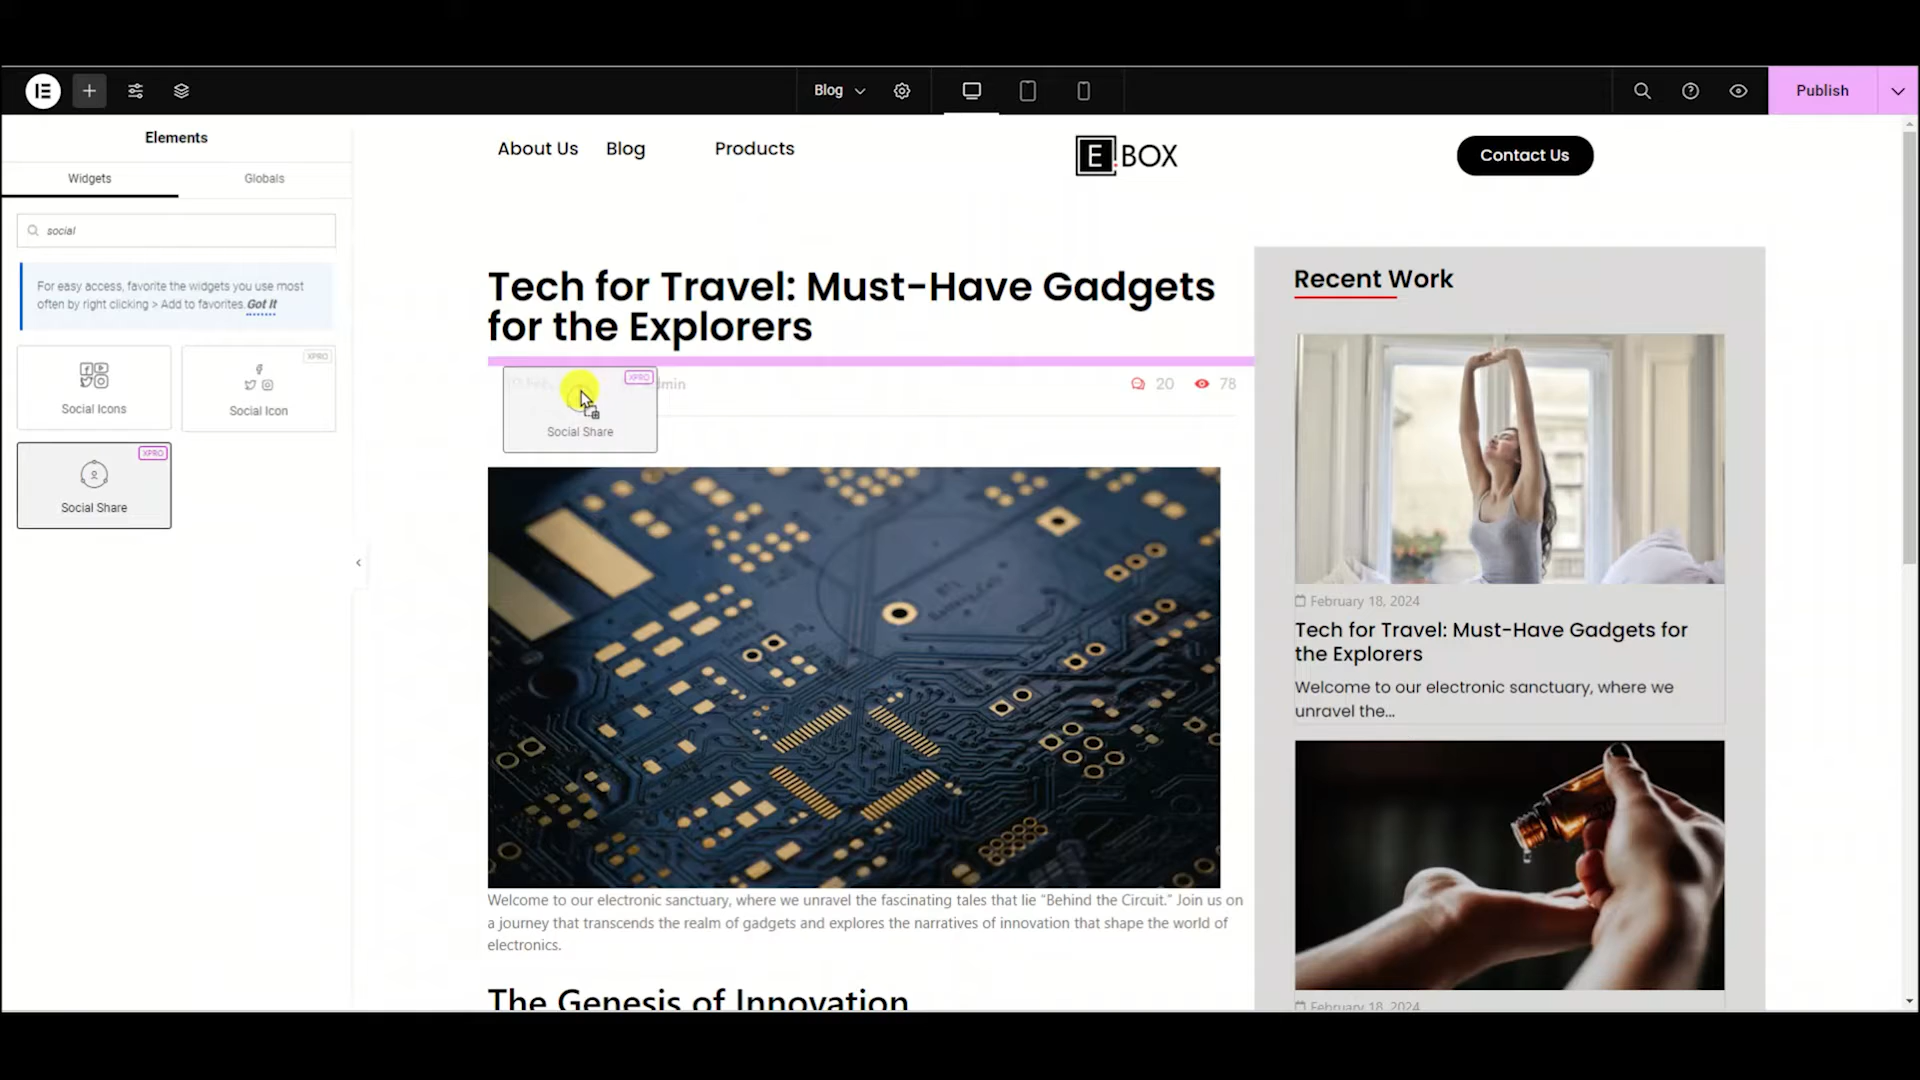 Blog
Publish
Elements
Widgets
Globals
social
For easy access, favorite the widgets you use most
often by right clicking > Add to favorites. Got It
Social Icons
XPRO
Social Icon
XPRO
Social Share
About Us
Blog
Products
E.BOX
Contact Us
Tech for Travel: Must-Have Gadgets
for the Explorers
XPRO
Social Share
20
78
Welcome to our electronic sanctuary, where we unravel the fascinating tales that lie "Behind the Circuit." Join us on
a journey that transcends the realm of gadgets and explores the narratives of innovation that shape the world of
electronics.
The Genesis of Innovation
Recent Work
February 18, 2024
Tech for Travel: Must-Have Gadgets for
the Explorers
Welcome to our electronic sanctuary, where we
unravel the...
February 18, 2024